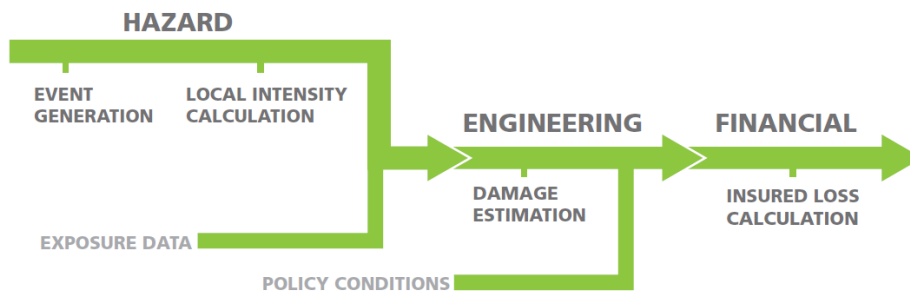 HAZARD
EVENT
GENERATION
LOCAL INTENSITY
CALCULATION
ENGINEERING
FINANCIAL
DAMAGE
ESTIMATION
INSURED LOSS
CALCULATION
EXPOSURE DATA
POLICY CONDITIONS